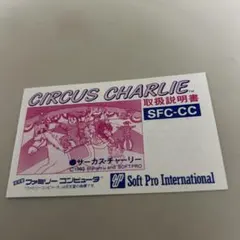 CIRCUS CHARLIE
TM
取扱説明書
SFC-CC
●サーカス・チャーリー
ファミリーコンピュータ
Soft Pro International